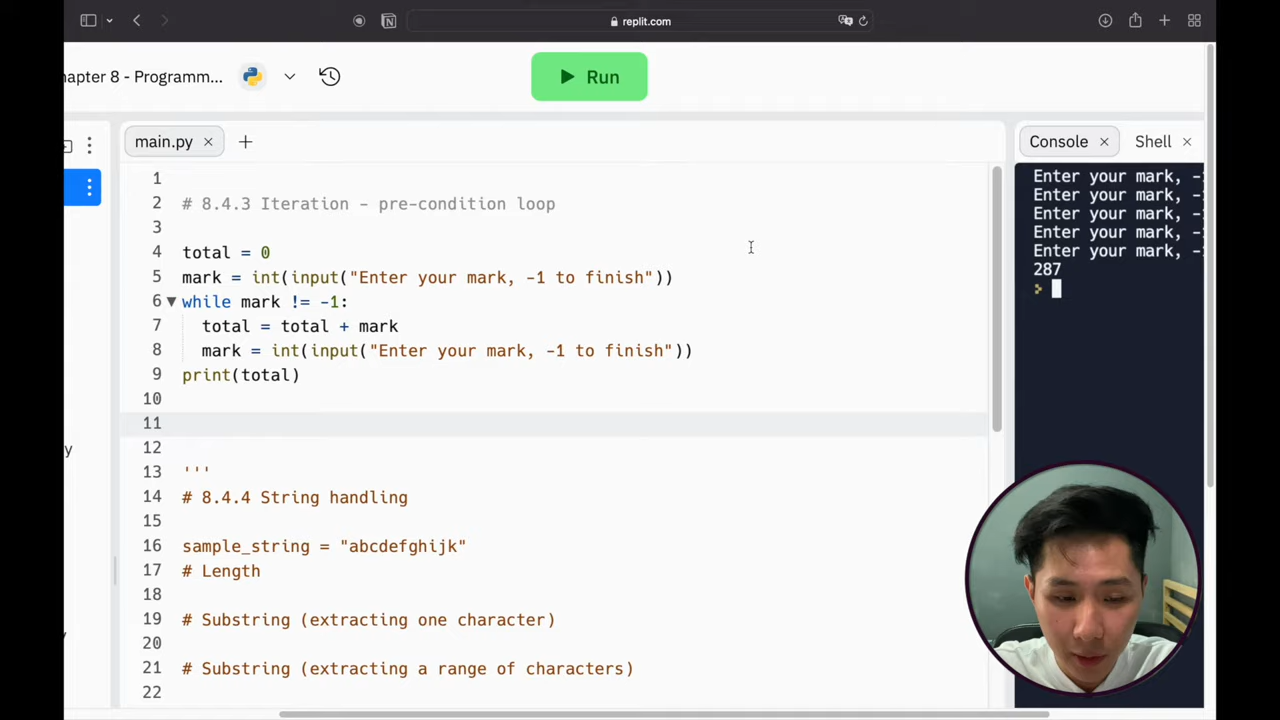 replit.com
hapter 8 - Programm...
Run
main.py
Console
Shell
1
2 # 8.4.3 Iteration - pre-condition loop
3
4 total = 0
5 mark = int(input("Enter your mark, -1 to finish"))
6 while mark != -1:
7 total = total + mark
8 mark = int(input("Enter your mark, -1 to finish"))
9 print(total)
10
11
12
13 '''
14 # 8.4.4 String handling
15
16 sample_string = "abcdefghijk"
17 # Length
18
19 # Substring (extracting one character)
20
21 # Substring (extracting a range of characters)
22
Enter your mark, -
Enter your mark, -
Enter your mark, -
Enter your mark, -
Enter your mark, -
287
y